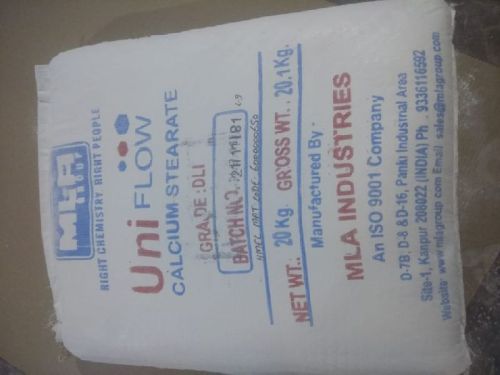 MLA
RIGHT CHEMISTRY. RIGHT PEOPLE
Uni FLOW
CALCIUM-STEARATE
GRADE: DLI
BATCH NO.
NET WT.: 20 Kg. GROSS WT.: 20.1 Kg.
Manufactured By -
MLA INDUSTRIES
An ISO 9001 Company
D-7B, D-8 & D-16, Panki Industrial Area
Site-1, Kanpur 208022 (INDIA) Ph. 9336116592
Website www.mlagroup.com Email sales@mlagroup.com